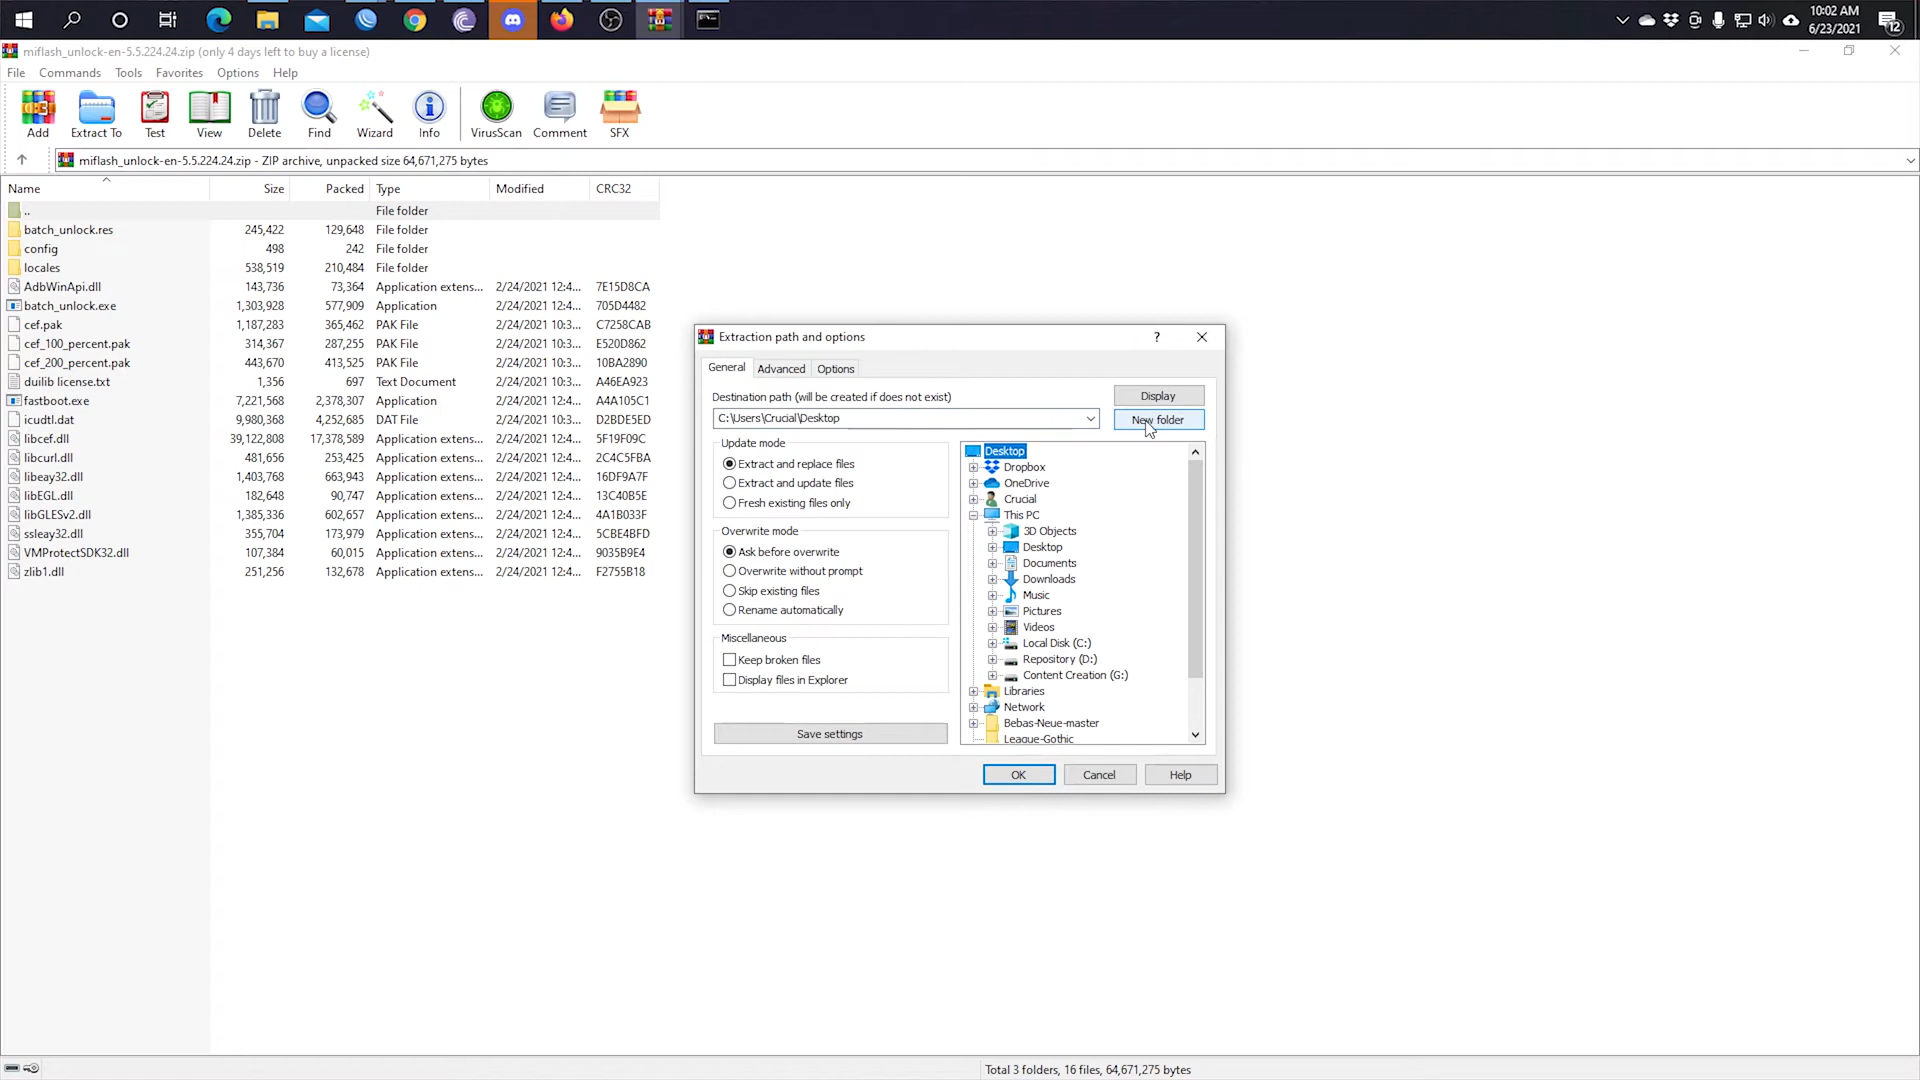 10:02 AM
6/23/2021
12
miflash_unlock-en-5.5.224.24.zip (only 4 days left to buy a license)
File Commands Tools Favorites Options Help
Add Extract To Test View Delete Find Wizard Info VirusScan Comment SFX
miflash_unlock-en-5.5.224.24.zip - ZIP archive, unpacked size 64,671,275 bytes
Name Size Packed Type Modified CRC32
.. File folder
batch_unlock.res 245,422 129,648 File folder
config 498 242 File folder
locales 538,519 210,484 File folder
AdbWinApi.dll 143,736 73,364 Application extens... 2/24/2021 12:4... 7E15D8CA
batch_unlock.exe 1,303,928 577,909 Application 2/24/2021 12:4... 705D4482
cef.pak 1,187,283 365,462 PAK File 2/24/2021 10:3... C7258CAB
cef_100_percent.pak 314,367 287,255 PAK File 2/24/2021 10:3... E520D862
cef_200_percent.pak 443,670 413,525 PAK File 2/24/2021 10:3... 10BA2890
duilib license.txt 1,356 697 Text Document 2/24/2021 10:3... A46EA923
fastboot.exe 7,221,568 2,378,307 Application 2/24/2021 12:4... A4A105C1
icudtl.dat 9,980,368 4,252,685 DAT File 2/24/2021 10:3... D2BDE5ED
libcef.dll 39,122,808 17,378,589 Application extens... 2/24/2021 12:4... 5F19F09C
libcurl.dll 481,656 253,425 Application extens... 2/24/2021 12:4... 2C4C5FBA
libeay32.dll 1,403,768 663,943 Application extens... 2/24/2021 12:4... 16DF9A7F
libEGL.dll 182,648 90,747 Application extens... 2/24/2021 12:4... 13C40B5E
libGLESv2.dll 1,385,336 602,657 Application extens... 2/24/2021 12:4... 4A1B033F
ssleay32.dll 355,704 173,979 Application extens... 2/24/2021 12:4... 5CBE4BFD
VMProtectSDK32.dll 107,384 60,015 Application extens... 2/24/2021 12:4... 9035B9E4
zlib1.dll 251,256 132,678 Application extens... 2/24/2021 12:4... F2755B18
Extraction path and options ?
General Advanced Options
Destination path (will be created if does not exist) Display
C:\Users\Crucial\Desktop New folder
Update mode
Extract and replace files
Extract and update files
Fresh existing files only
Overwrite mode
Ask before overwrite
Overwrite without prompt
Skip existing files
Rename automatically
Miscellaneous
Keep broken files
Display files in Explorer
Save settings
Desktop
Dropbox
OneDrive
Crucial
This PC
3D Objects
Desktop
Documents
Downloads
Music
Pictures
Videos
Local Disk (C:)
Repository (D:)
Content Creation (G:)
Libraries
Network
Bebas-Neue-master
League-Gothic
OK Cancel Help
Total 3 folders, 16 files, 64,671,275 bytes